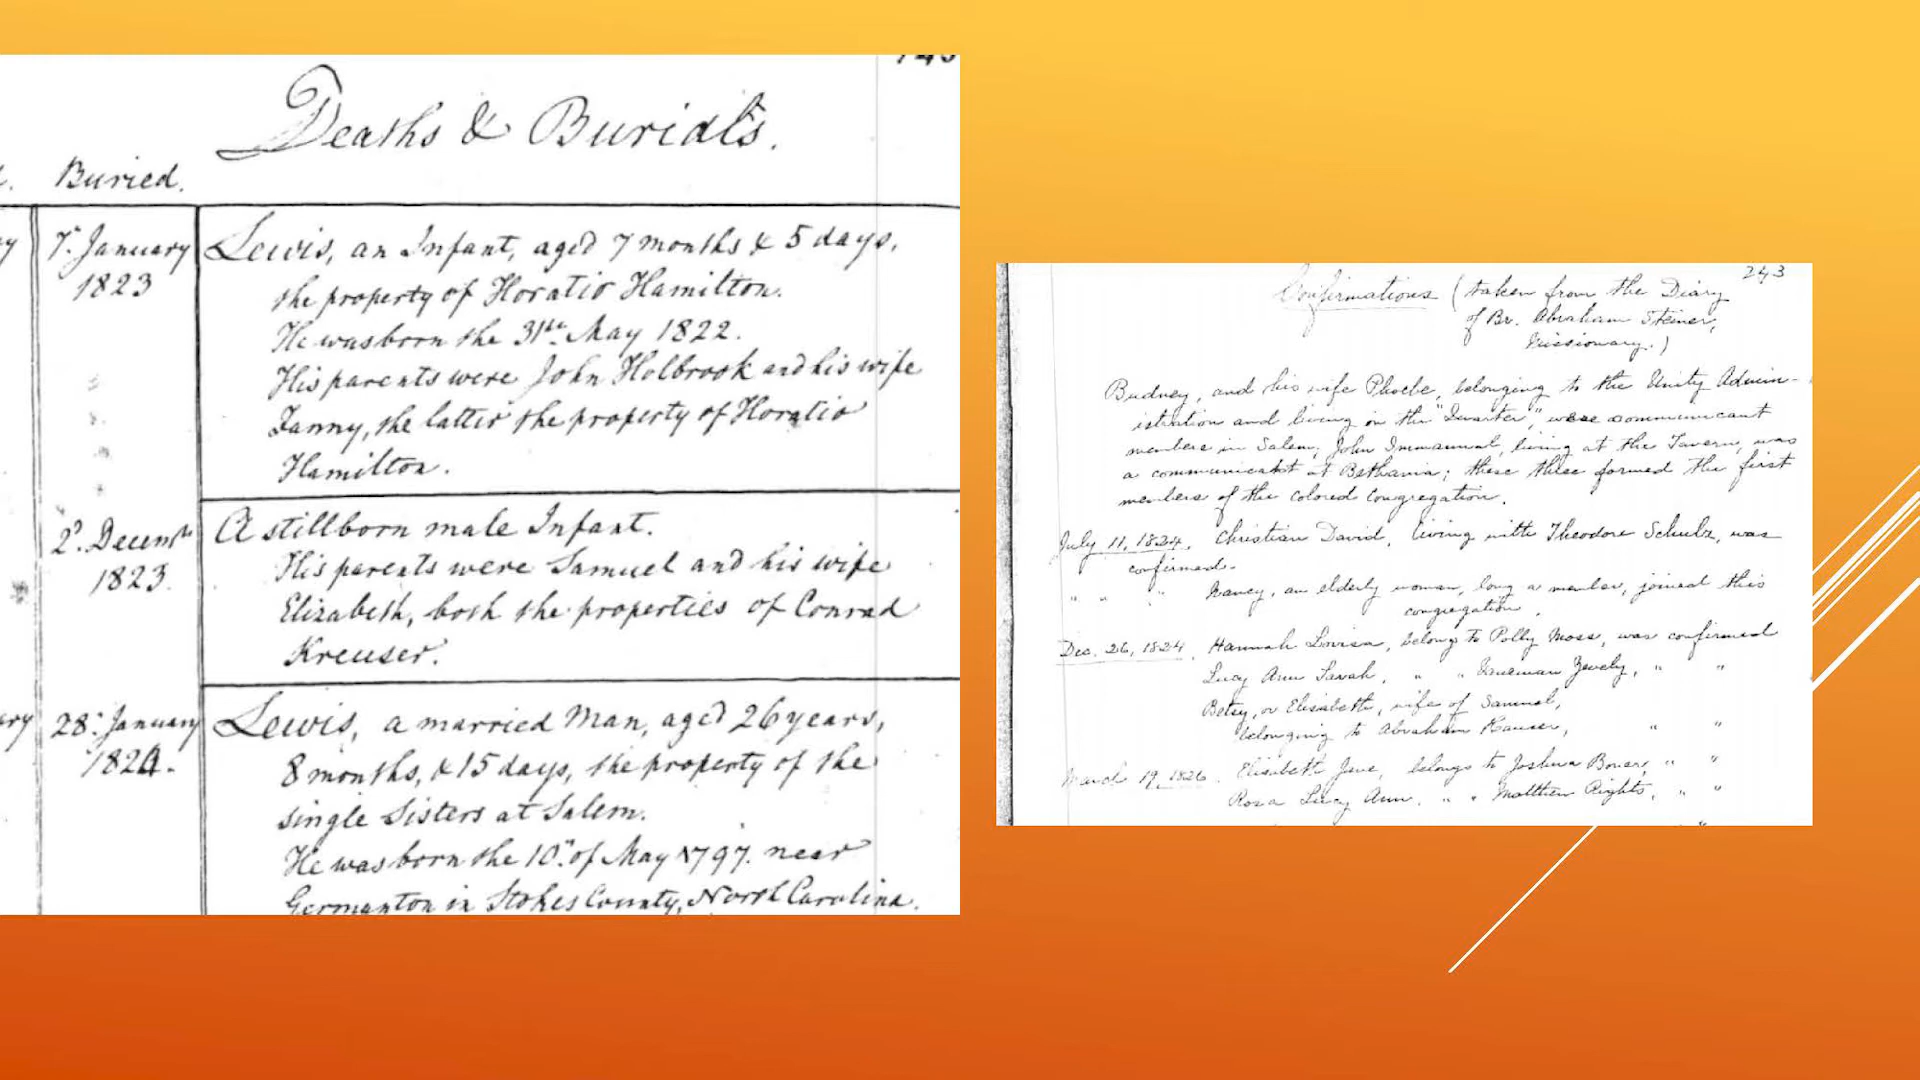 Deaths & Burials.
Buried.
7. January
1823
Lewis, an Infant, aged 7 months & 5 days,
the property of Horatio Hamilton.
He was born the 31st May 1822.
His parents were John Holbrook and his wife
Fanny, the latter the property of Horatio
Hamilton.
2. Decemb
1823.
A stillborn male Infant.
His parents were Samuel and his wife
Elizabeth, both the properties of Conrad
Kreuser.
28. January
1824.
Lewis, a married Man, aged 26 years,
8 months, & 15 days, the property of the
single Sisters at Salem.
He was born the 10. of May 1797. near
Germanton in Stokes County, North Carolina.
243
Confirmations (taken from the Diary
of Br. Abraham Steiner,
Missionary.)
Budney, and his wife Phoebe, belonging to the Unity Admin-
istration and living on the "Quarter", were communicant
members in Salem; John Immanuel, living at the Tavern, was
a communicant at Bethania; these three formed the first
members of the colored congregation.
July 11, 1824. Christian David, living with Theodore Schulz, was
confirmed.
" " " Nancy, an elderly woman, long a member, joined this
congregation.
Dec. 26, 1824. Hannah Lovisa, belong to Polly Moss, was confirmed
Lucy Ann Sarah, " " Vaneman Zevely, " "
Betsy, or Elisabeth, wife of Samuel,
belonging to Abraham Hauser, " "
March 19, 1826. Elisabeth Jane, belongs to Joshua Boner, " "
Rosa Lucy Ann, " " Matthew Rights, " "